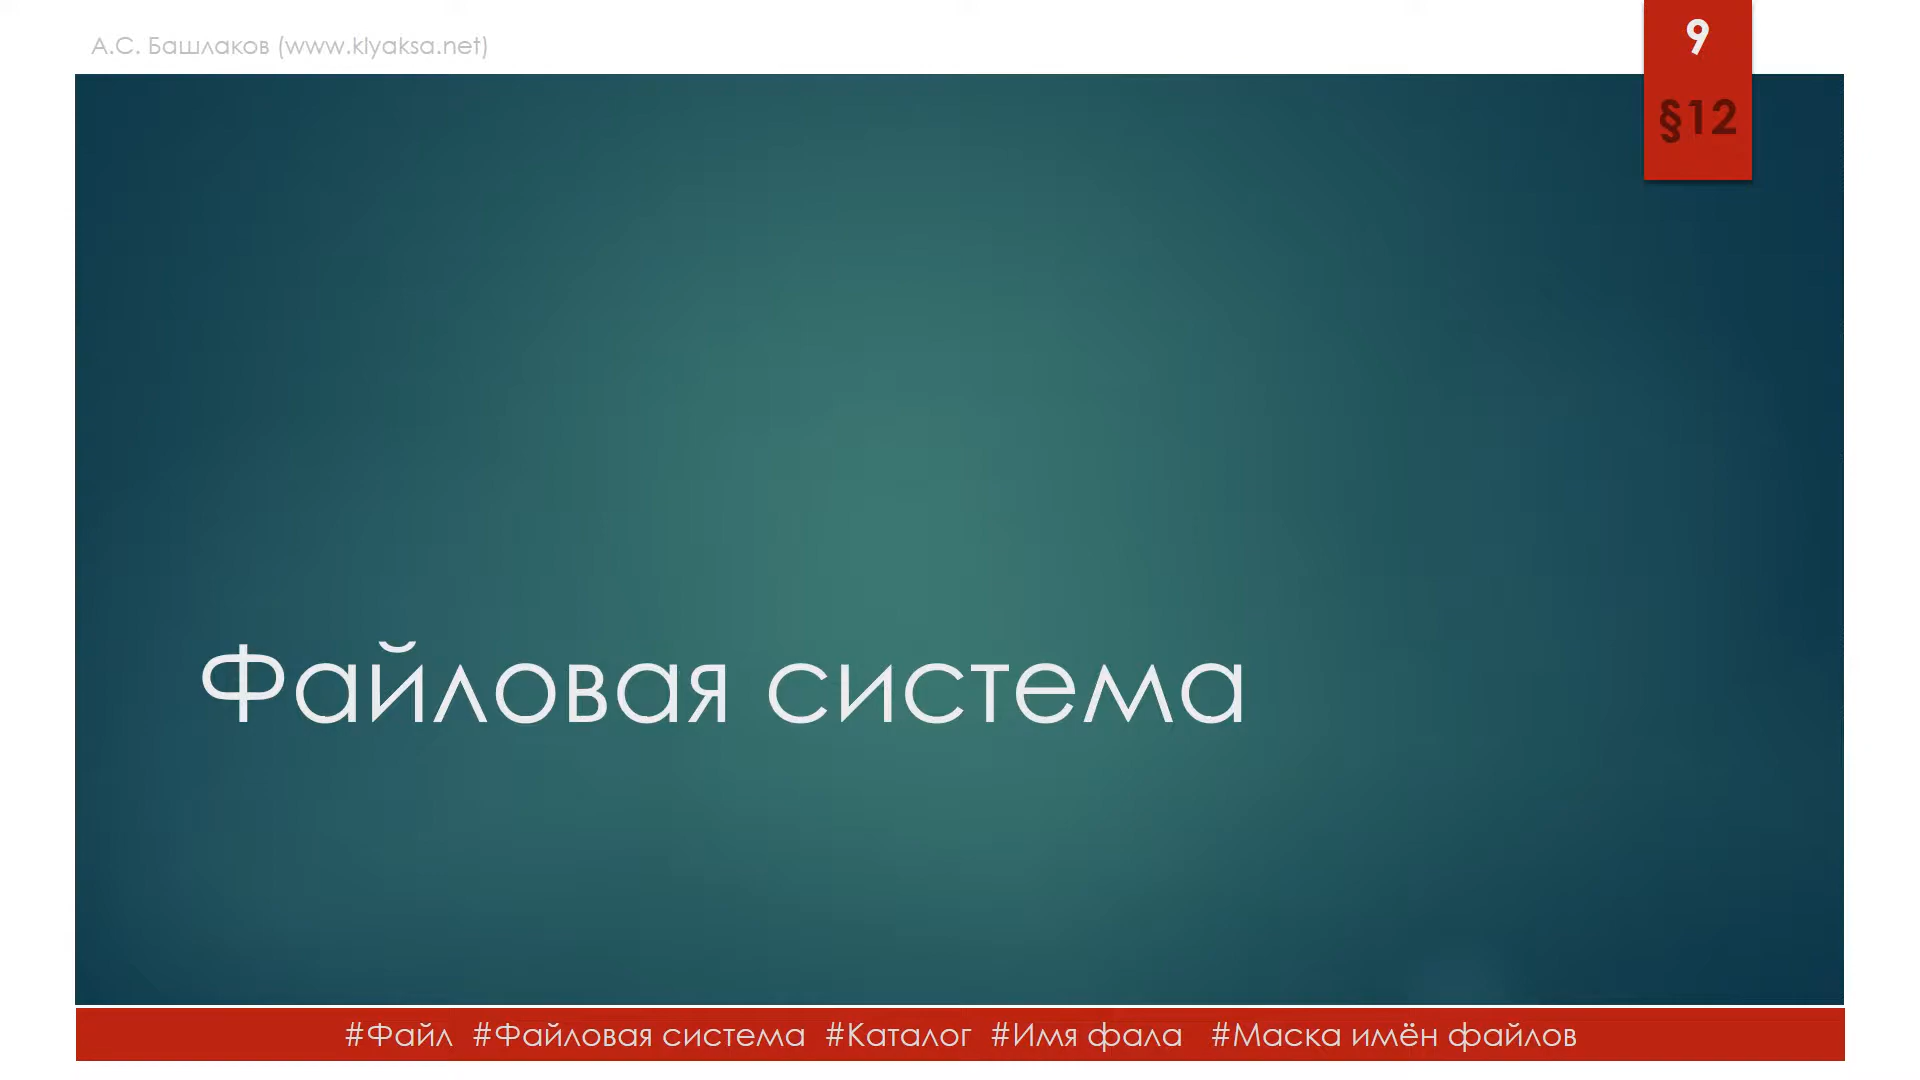 А.С. Башлаков (www.klyaksa.net)
9
§12
Файловая система
#Файл #Файловая система #Каталог #Имя фала #Маска имён файлов